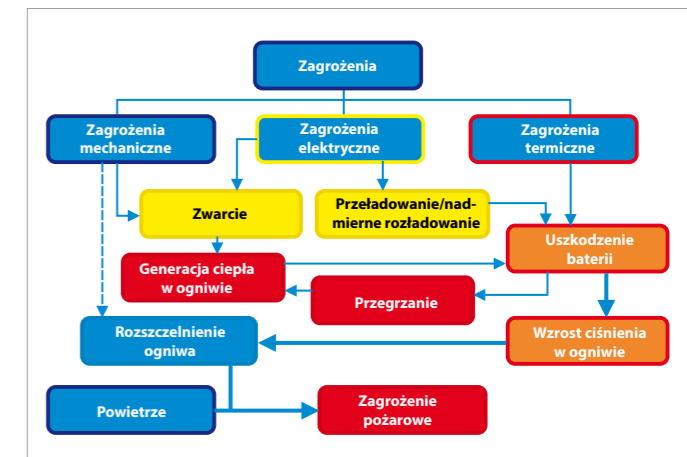 Zagrożenia
Zagrożenia
mechaniczne
Zagrożenia
elektryczne
Zagrożenia
termiczne
Zwarcie
Przeładowanie/nad-
mierne rozładowanie
Uszkodzenie
baterii
Generacja ciepła
w ogniwie
Przegrzanie
Rozszczelnienie
ogniwa
Wzrost ciśnienia
w ogniwie
Powietrze
Zagrożenie
pożarowe